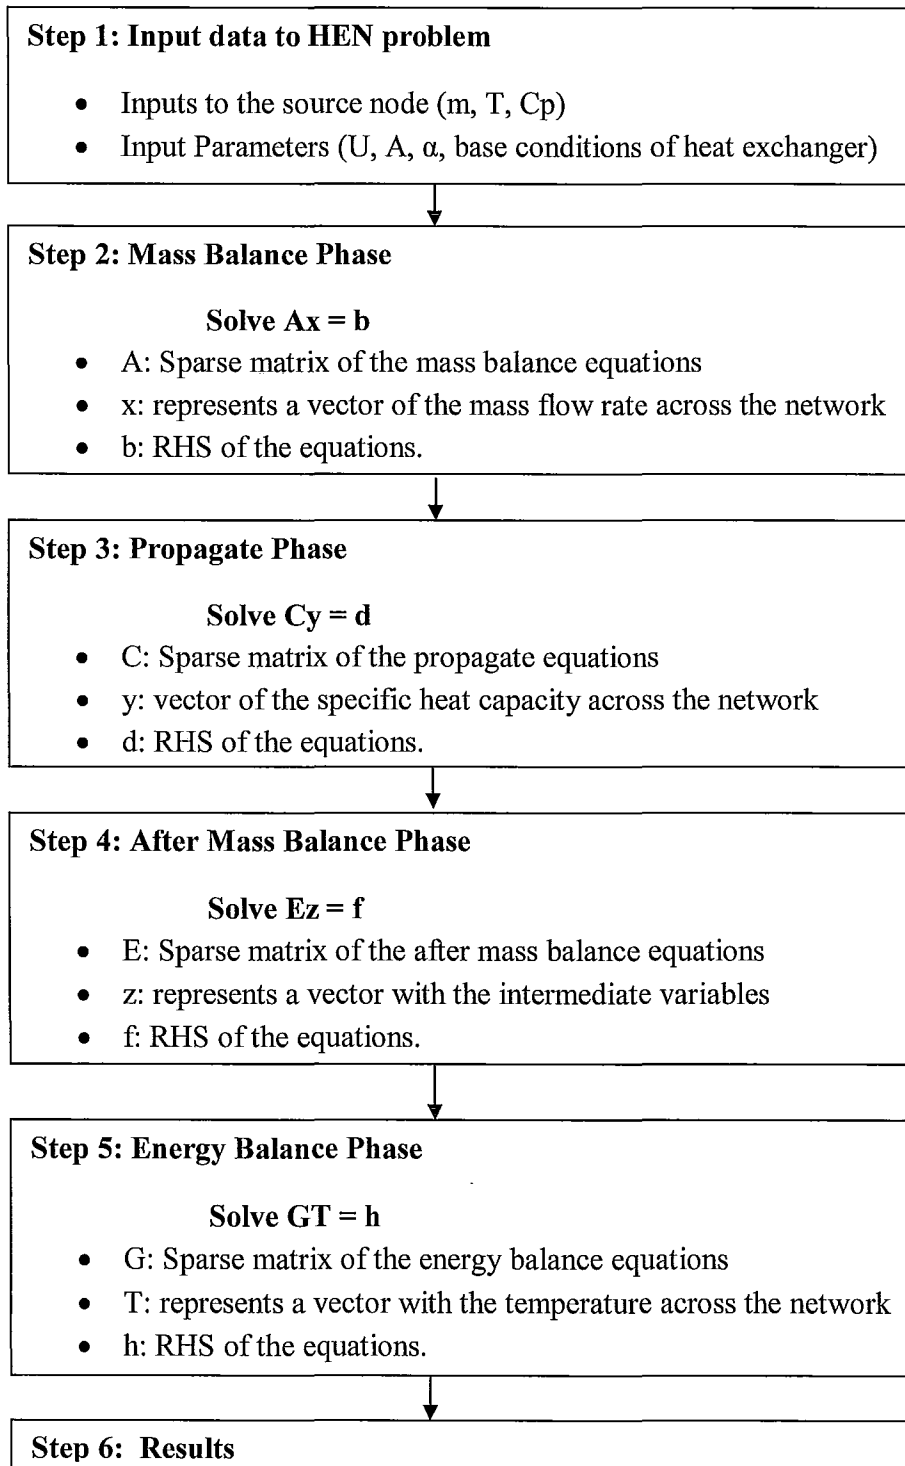 Step 1: Input data to HEN problem
• Inputs to the source node (m, T, Cp)
• Input Parameters (U, A, α, base conditions of heat exchanger)
Step 2: Mass Balance Phase
Solve Ax = b
• A: Sparse matrix of the mass balance equations
• x: represents a vector of the mass flow rate across the network
• b: RHS of the equations.
Step 3: Propagate Phase
Solve Cy = d
• C: Sparse matrix of the propagate equations
• y: vector of the specific heat capacity across the network
• d: RHS of the equations.
Step 4: After Mass Balance Phase
Solve Ez = f
• E: Sparse matrix of the after mass balance equations
• z: represents a vector with the intermediate variables
• f: RHS of the equations.
Step 5: Energy Balance Phase
Solve GT = h
• G: Sparse matrix of the energy balance equations
• T: represents a vector with the temperature across the network
• h: RHS of the equations.
Step 6: Results